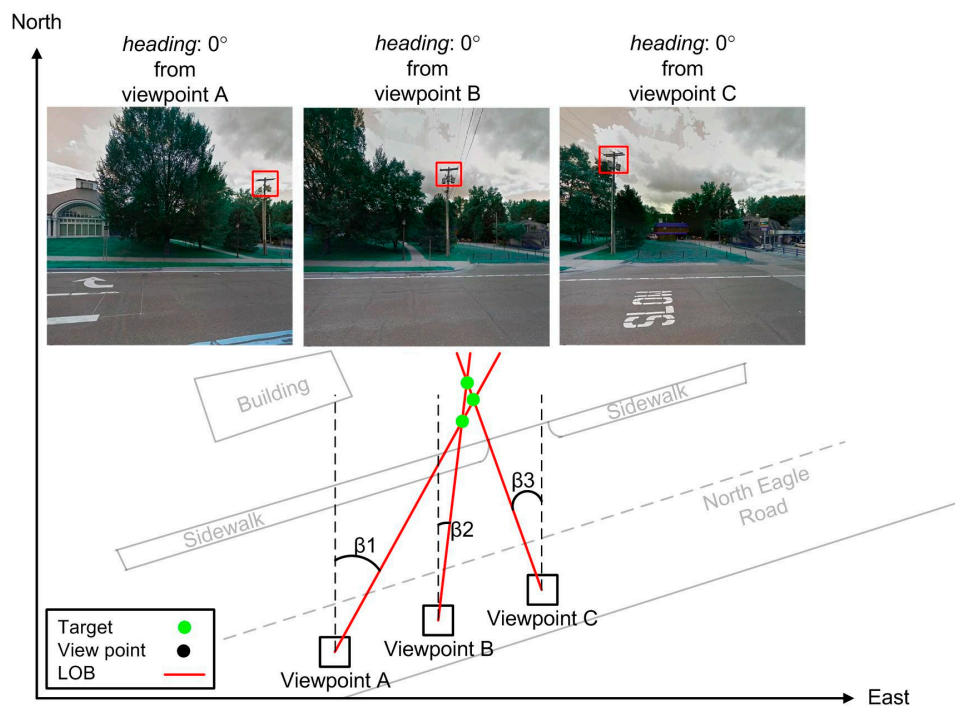 North
heading: 0°
from
viewpoint A
heading: 0°
from
viewpoint B
heading: 0°
from
viewpoint C
SLOW
Building
Sidewalk
Sidewalk
North Eagle
Road
β1
β2
β3
Viewpoint A
Viewpoint B
Viewpoint C
Target
View point
LOB
East